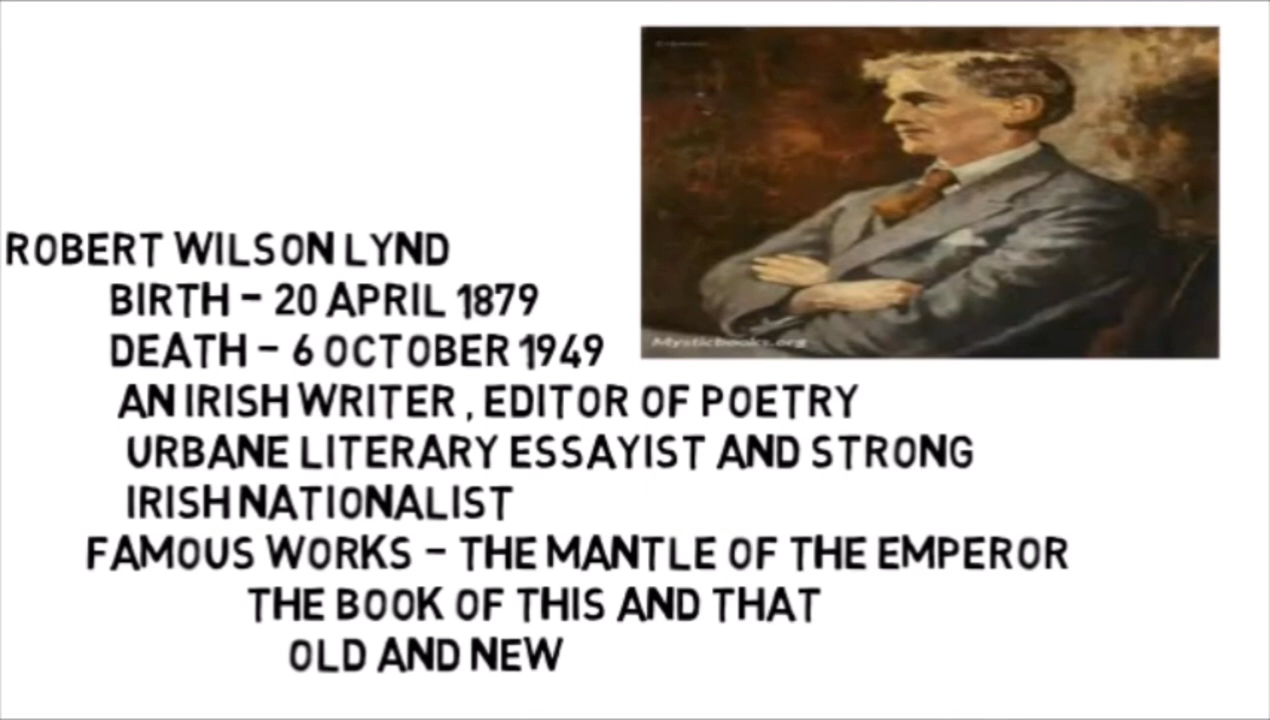 Mysticbooks.org
ROBERT WILSON LYND
BIRTH - 20 APRIL 1879
DEATH - 6 OCTOBER 1949
AN IRISH WRITER , EDITOR OF POETRY
URBANE LITERARY ESSAYIST AND STRONG
IRISH NATIONALIST
FAMOUS WORKS - THE MANTLE OF THE EMPEROR
THE BOOK OF THIS AND THAT
OLD AND NEW